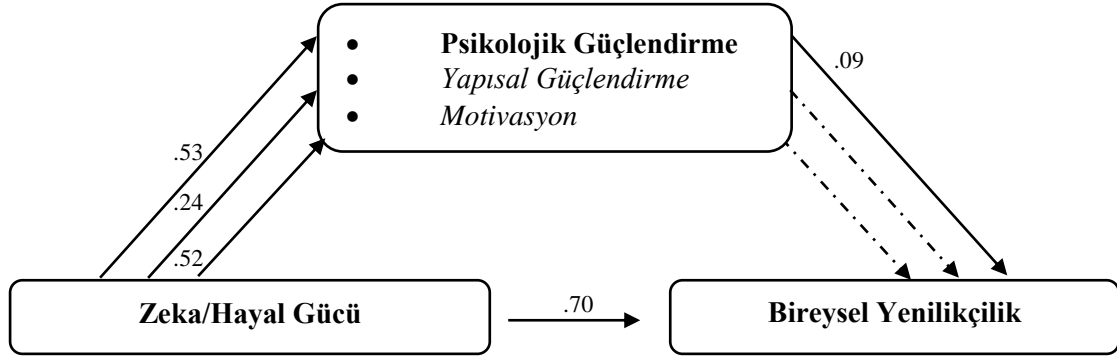 • Psikolojik Güçlendirme
• Yapısal Güçlendirme
• Motivasyon
.09
.53
.24
.52
Zeka/Hayal Gücü
.70
Bireysel Yenilikçilik